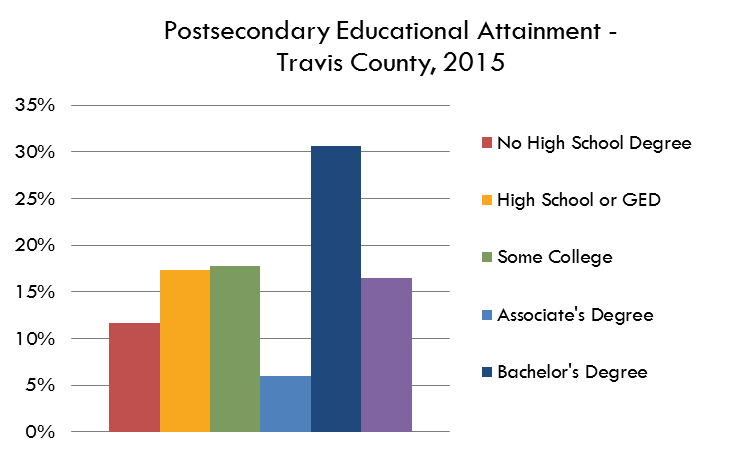 Postsecondary Educational Attainment -
Travis County, 2015
35%
30%
25%
20%
15%
10%
5%
0%
No High School Degree
High School or GED
Some College
Associate's Degree
Bachelor's Degree